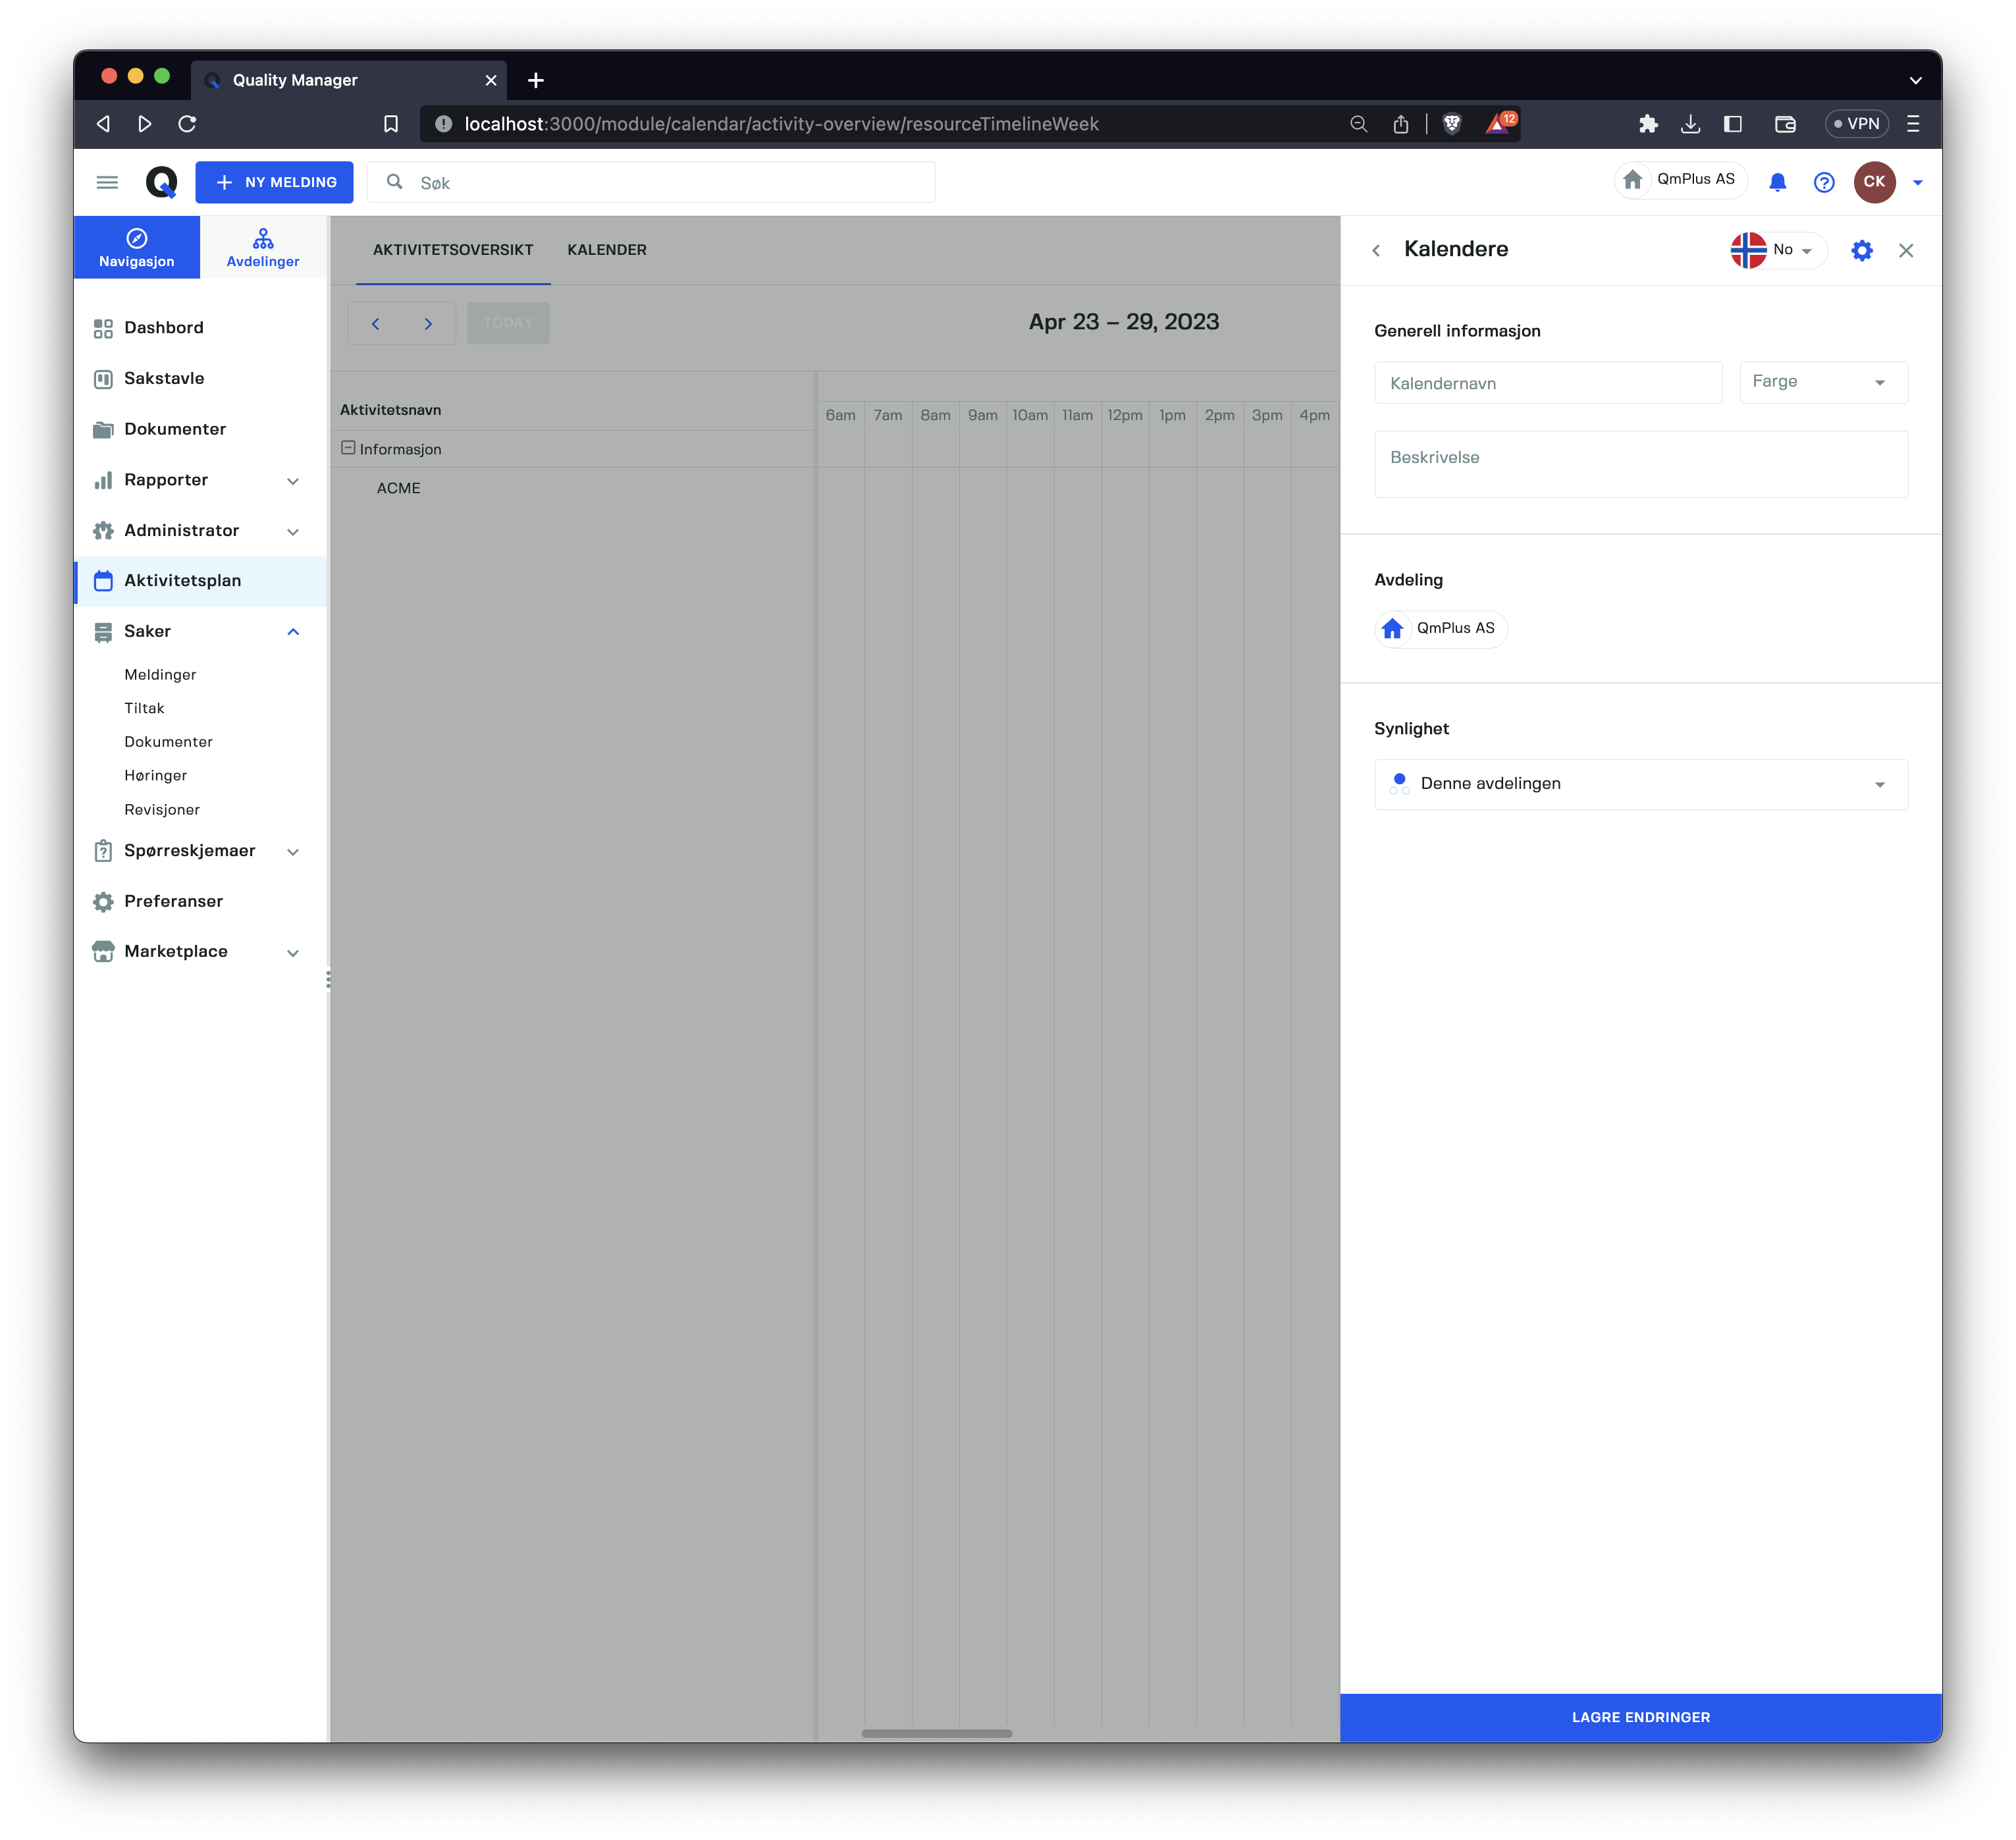 Quality Manager
localhost:3000/module/calendar/activity-overview/resourceTimelineWeek
12
VPN
NY MELDING
Søk
QmPlus AS
CK
Navigasjon
Avdelinger
Dashbord
Sakstavle
Dokumenter
Rapporter
Administrator
Aktivitetsplan
Saker
Meldinger
Tiltak
Dokumenter
Høringer
Revisjoner
Spørreskjemaer
Preferanser
Marketplace
AKTIVITETSOVERSIKT KALENDER
TODAY
Apr 23 – 29, 2023
Aktivitetsnavn
6am 7am 8am 9am 10am 11am 12pm 1pm 2pm 3pm 4pm
Informasjon
ACME
Kalendere
No
Generell informasjon
Kalendernavn
Farge
Beskrivelse
Avdeling
QmPlus AS
Synlighet
Denne avdelingen
LAGRE ENDRINGER